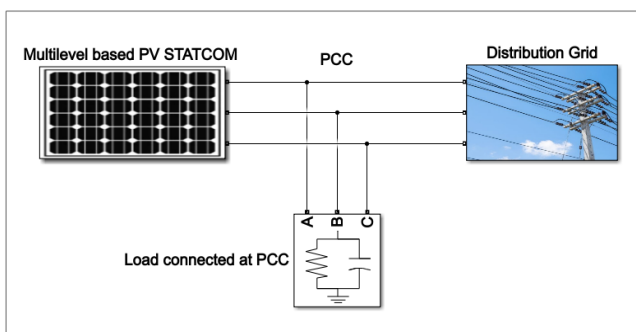 Multilevel based PV STATCOM
PCC
Distribution Grid
A
B
C
Load connected at PCC